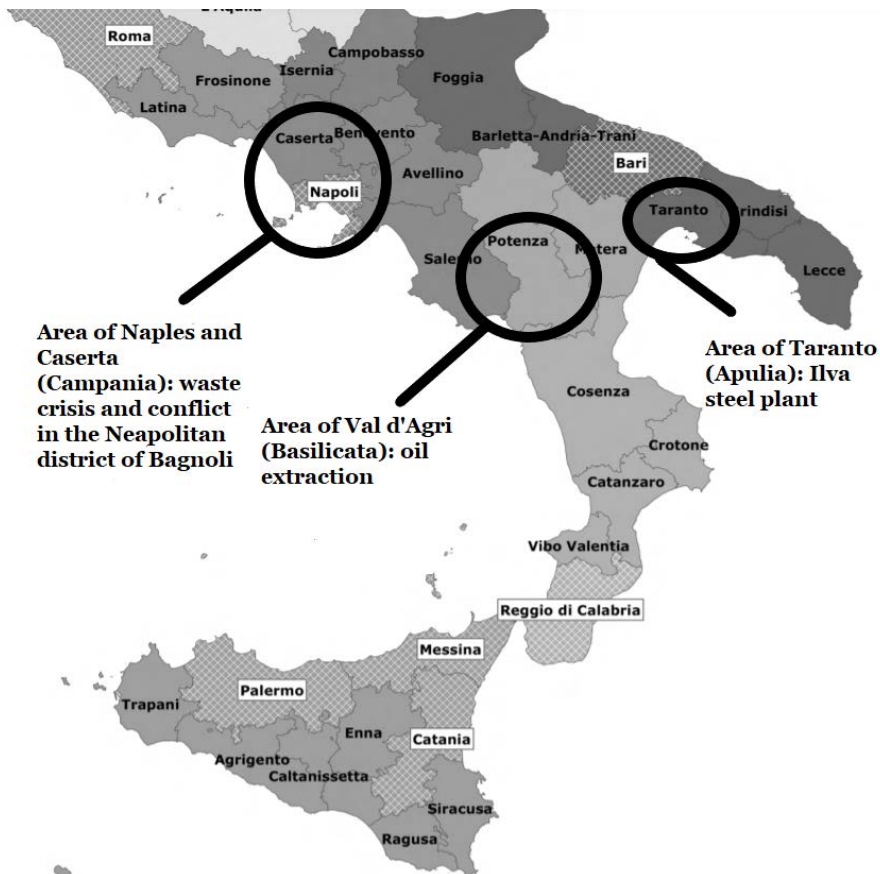 Roma
Campobasso
Isernia
Foggia
Frosinone
Latina
Barletta-Andria-Trani
Caserta
Benevento
Bari
Avellino
Napoli
Taranto
rindisi
Potenza
Matera
Salerno
Lecce
Area of Naples and
Caserta
(Campania): waste
crisis and conflict
in the Neapolitan
district of Bagnoli
Area of Val d'Agri
(Basilicata): oil
extraction
Area of Taranto
(Apulia): Ilva
steel plant
Cosenza
Crotone
Catanzaro
Vibo Valentia
Reggio di Calabria
Messina
Palermo
Trapani
Enna
Catania
Agrigento
Caltanissetta
Siracusa
Ragusa